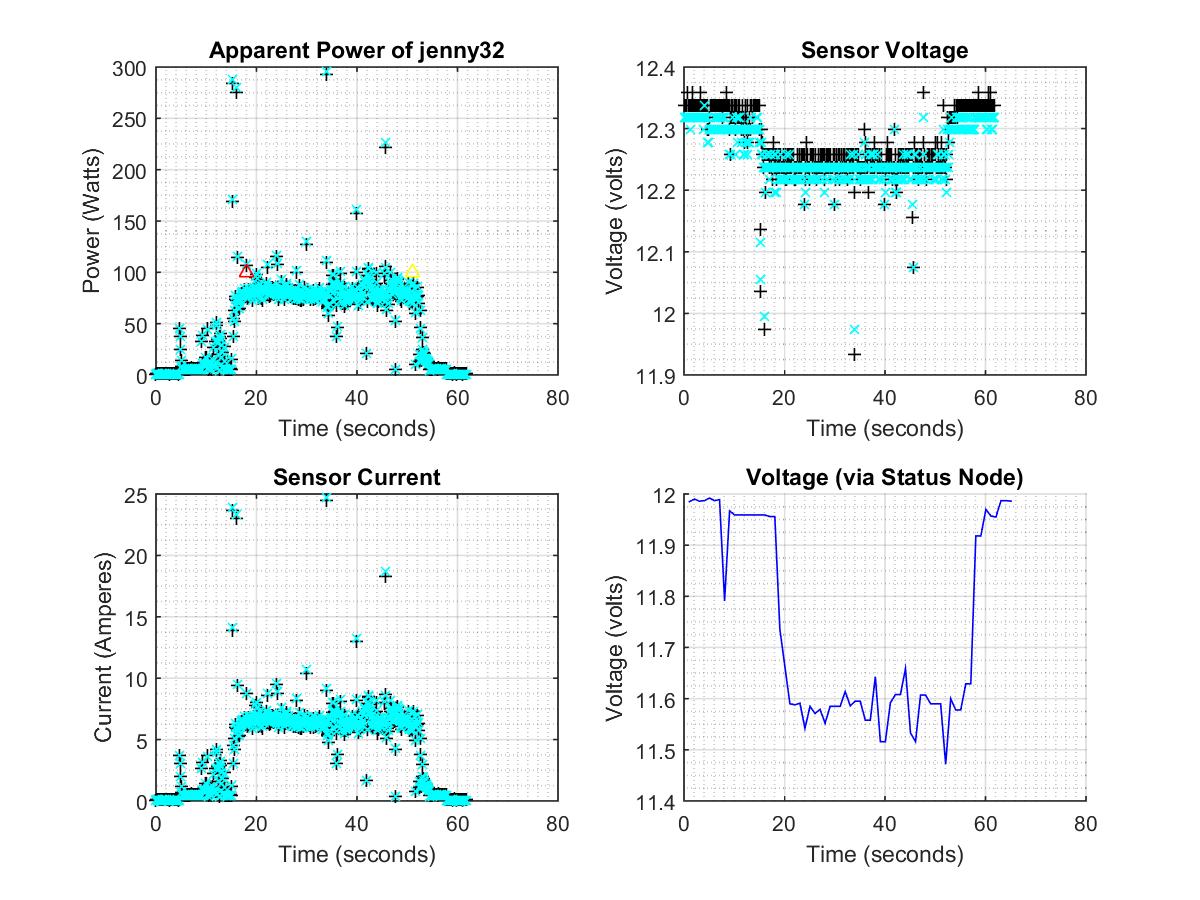 Apparent Power of jenny32
300
250
200
150
100
50
0
Power (Watts)
0 20 40 60 80
Time (seconds)
Sensor Voltage
12.4
12.3
12.2
12.1
12
11.9
Voltage (volts)
0 20 40 60 80
Time (seconds)
Sensor Current
25
20
15
10
5
0
Current (Amperes)
0 20 40 60 80
Time (seconds)
Voltage (via Status Node)
12
11.9
11.8
11.7
11.6
11.5
11.4
Voltage (volts)
0 20 40 60 80
Time (seconds)